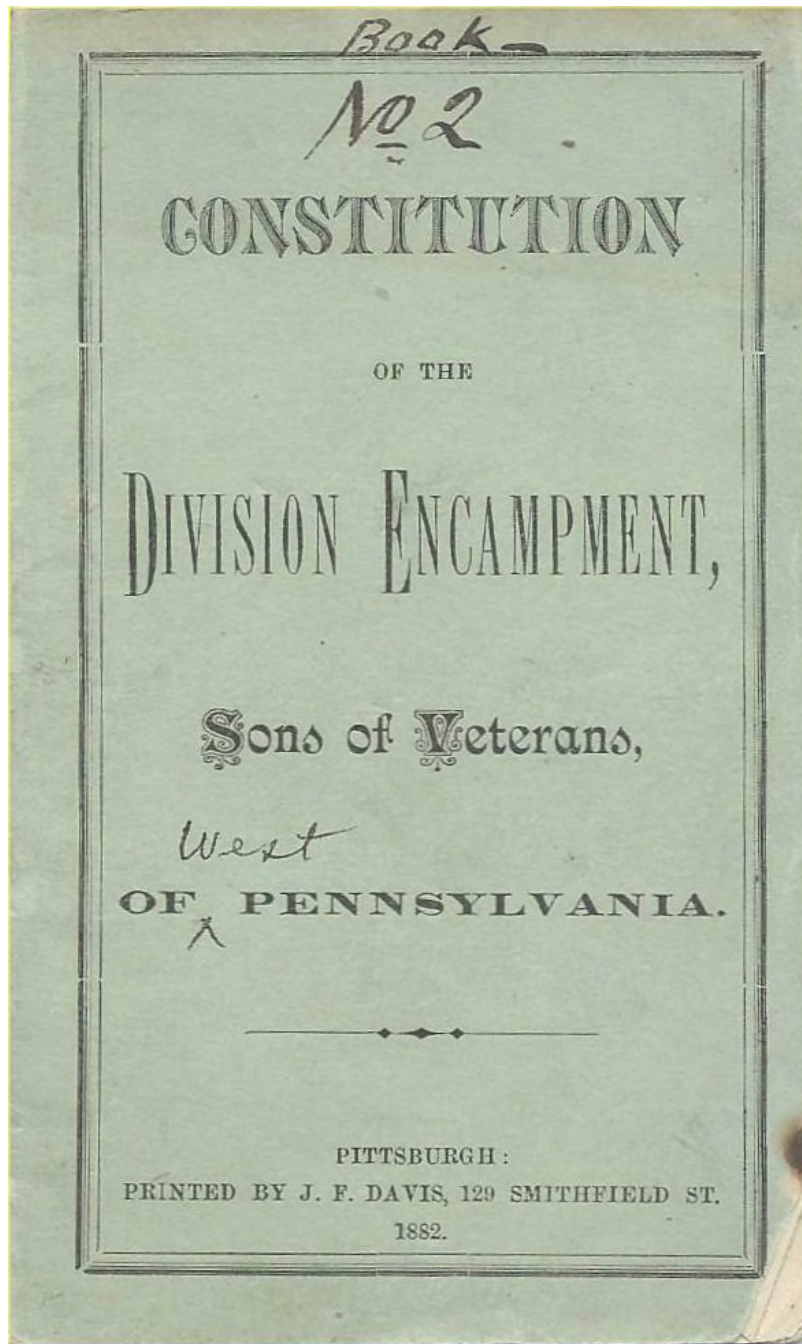 Book
No 2
CONSTITUTION
OF THE
DIVISION ENCAMPMENT,
Sons of Veterans,
West
OF ^ PENNSYLVANIA.
PITTSBURGH:
PRINTED BY J. F. DAVIS, 129 SMITHFIELD ST.
1882.